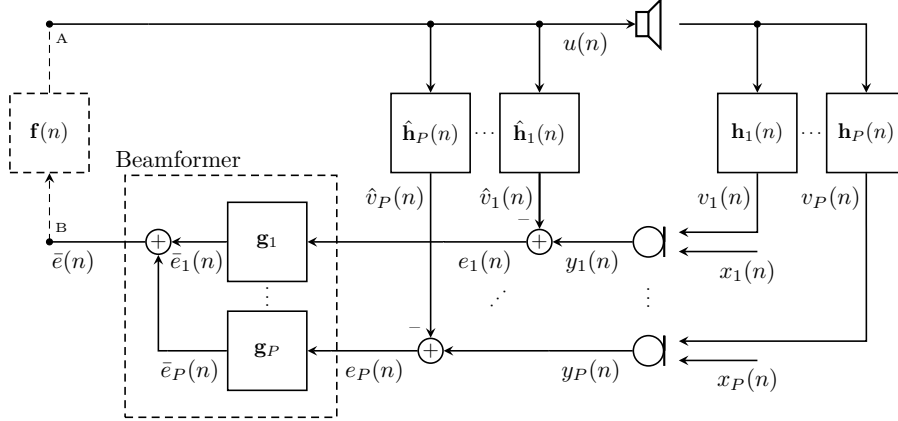 A
u(n)
f(n)
ĥ_P(n) ··· ĥ_1(n)
h_1(n) ··· h_P(n)
Beamformer
v̂_P(n) v̂_1(n) v_1(n) v_P(n)
B
g_1
−
+ + 
ē(n) ē_1(n) e_1(n) y_1(n) x_1(n)
⋮ ⋰ ⋮
g_P
−
+
ē_P(n) e_P(n) y_P(n) x_P(n)